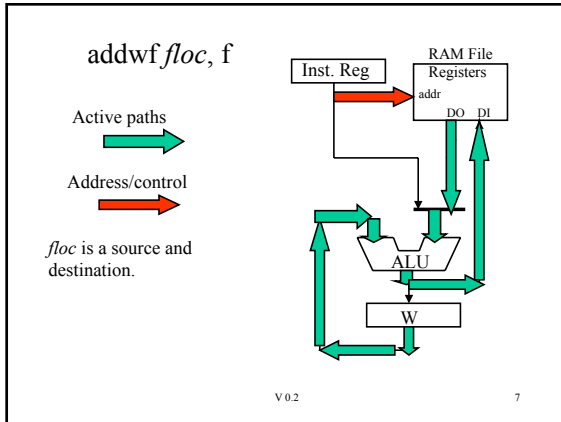 addwf floc, f
Active paths
Address/control
floc is a source and
destination.
Inst. Reg
RAM File
Registers
addr
DO DI
ALU
W
V 0.2
7